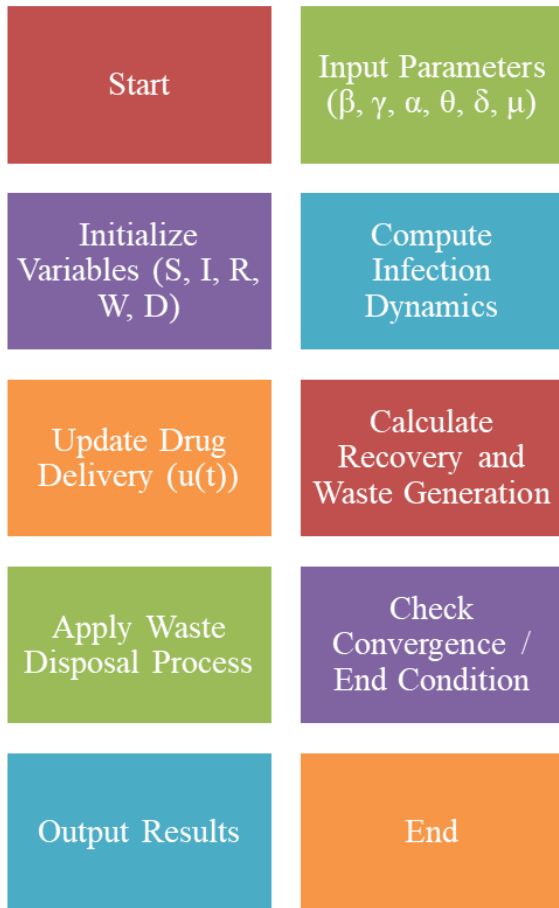 Start
Input Parameters
(β, γ, α, θ, δ, μ)
Initialize
Variables (S, I, R,
W, D)
Compute
Infection
Dynamics
Update Drug
Delivery (u(t))
Calculate
Recovery and
Waste Generation
Apply Waste
Disposal Process
Check
Convergence /
End Condition
Output Results
End